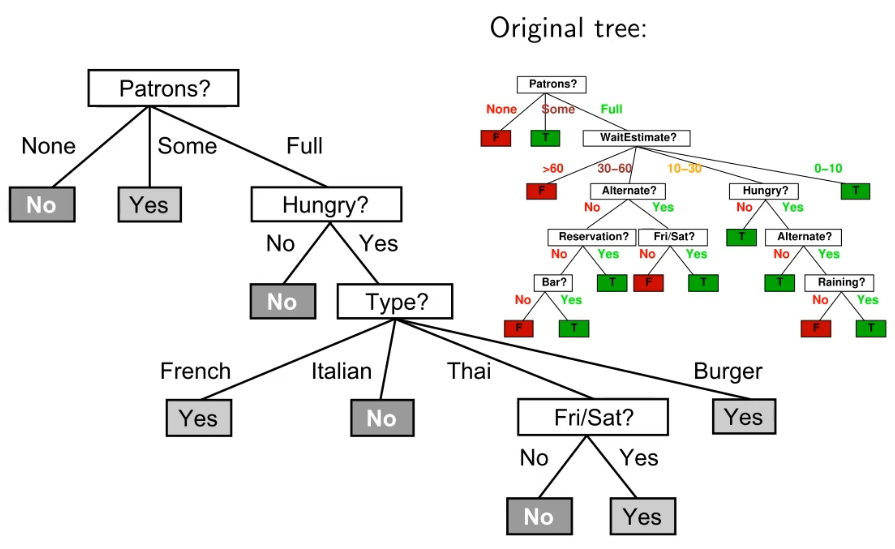 Original tree:
Patrons?
None Some Full
No Yes Hungry?
No Yes
No Type?
French Italian Thai Burger
Yes No Fri/Sat? Yes
No Yes
No Yes
Patrons?
None Some Full
F T WaitEstimate?
>60 30–60 10–30 0–10
F Alternate? Hungry? T
No Yes No Yes
Reservation? Fri/Sat? T Alternate?
No Yes No Yes No Yes
Bar? T F T T Raining?
No Yes No Yes
F T F T